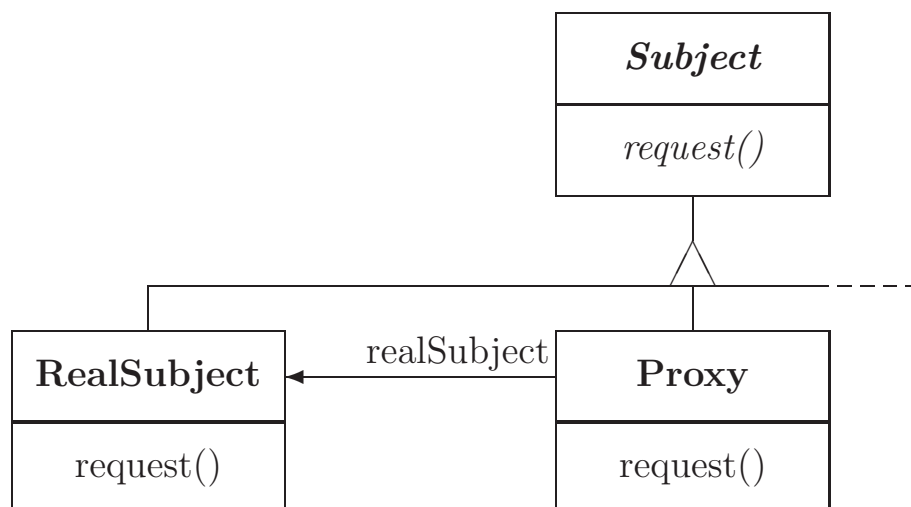 Subject
request()
realSubject
RealSubject
Proxy
request()
request()